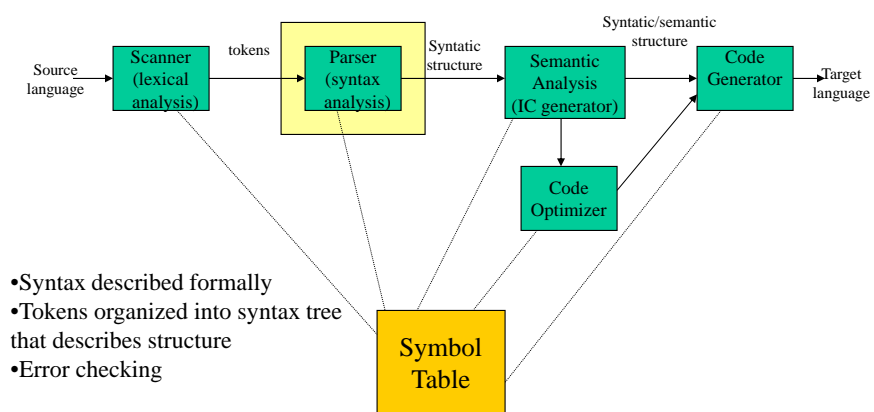 Source
language
Scanner
(lexical
analysis)
tokens
Parser
(syntax
analysis)
Syntatic
structure
Semantic
Analysis
(IC generator)
Syntatic/semantic
structure
Code
Generator
Target
language
Code
Optimizer
•Syntax described formally
•Tokens organized into syntax tree
that describes structure
•Error checking
Symbol
Table